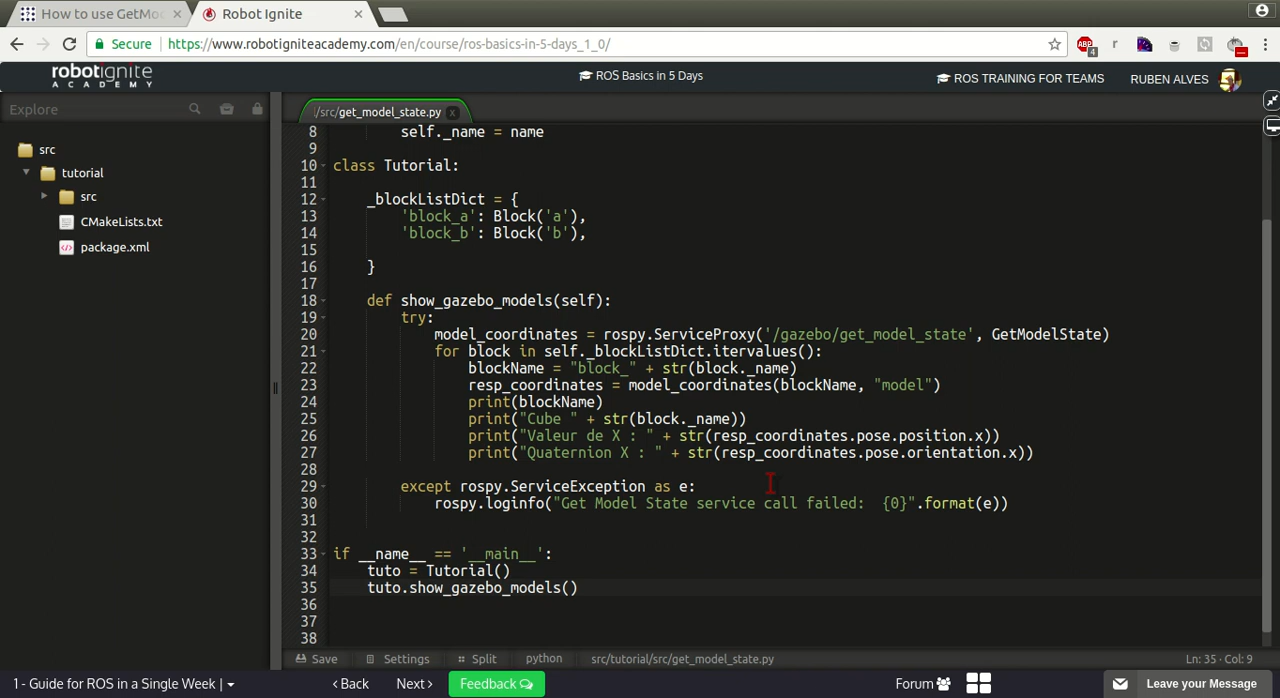 How to use GetMo
Robot Ignite
Secure
https://www.robotigniteacademy.com/en/course/ros-basics-in-5-days_1_0/
ABP
4
r
robotignite
ACADEMY
ROS Basics in 5 Days
ROS TRAINING FOR TEAMS
RUBEN ALVES
Explore
/src/get_model_state.py
src
tutorial
src
CMakeLists.txt
package.xml
8 self._name = name
9
10 class Tutorial:
11
12 _blockListDict = {
13 'block_a': Block('a'),
14 'block_b': Block('b'),
15
16 }
17
18 def show_gazebo_models(self):
19 try:
20 model_coordinates = rospy.ServiceProxy('/gazebo/get_model_state', GetModelState)
21 for block in self._blockListDict.itervalues():
22 blockName = "block_" + str(block._name)
23 resp_coordinates = model_coordinates(blockName, "model")
24 print(blockName)
25 print("Cube " + str(block._name))
26 print("Valeur de X : " + str(resp_coordinates.pose.position.x))
27 print("Quaternion X : " + str(resp_coordinates.pose.orientation.x))
28
29 except rospy.ServiceException as e:
30 rospy.loginfo("Get Model State service call failed:  {0}".format(e))
31
32
33 if __name__ == '__main__':
34 tuto = Tutorial()
35 tuto.show_gazebo_models()
36
37
38
Save
Settings
Split
python
src/tutorial/src/get_model_state.py
Ln: 35 · Col: 9
1 - Guide for ROS in a Single Week |
Back
Next
Feedback
Forum
Leave your Message